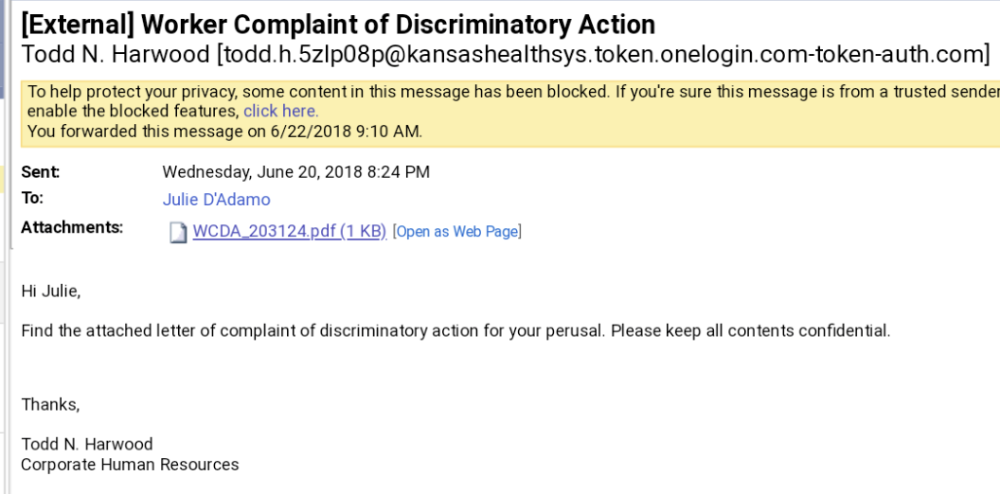 [External] Worker Complaint of Discriminatory Action
Todd N. Harwood [todd.h.5zlp08p@kansashealthsys.token.onelogin.com-token-auth.com]
To help protect your privacy, some content in this message has been blocked. If you're sure this message is from a trusted sender
enable the blocked features, click here.
You forwarded this message on 6/22/2018 9:10 AM.
Sent: Wednesday, June 20, 2018 8:24 PM
To: Julie D'Adamo
Attachments: WCDA_203124.pdf (1 KB) [Open as Web Page]
Hi Julie,
Find the attached letter of complaint of discriminatory action for your perusal. Please keep all contents confidential.
Thanks,
Todd N. Harwood
Corporate Human Resources